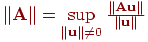 ‖A‖ = sup_{‖u‖≠0} ‖Au‖/‖u‖